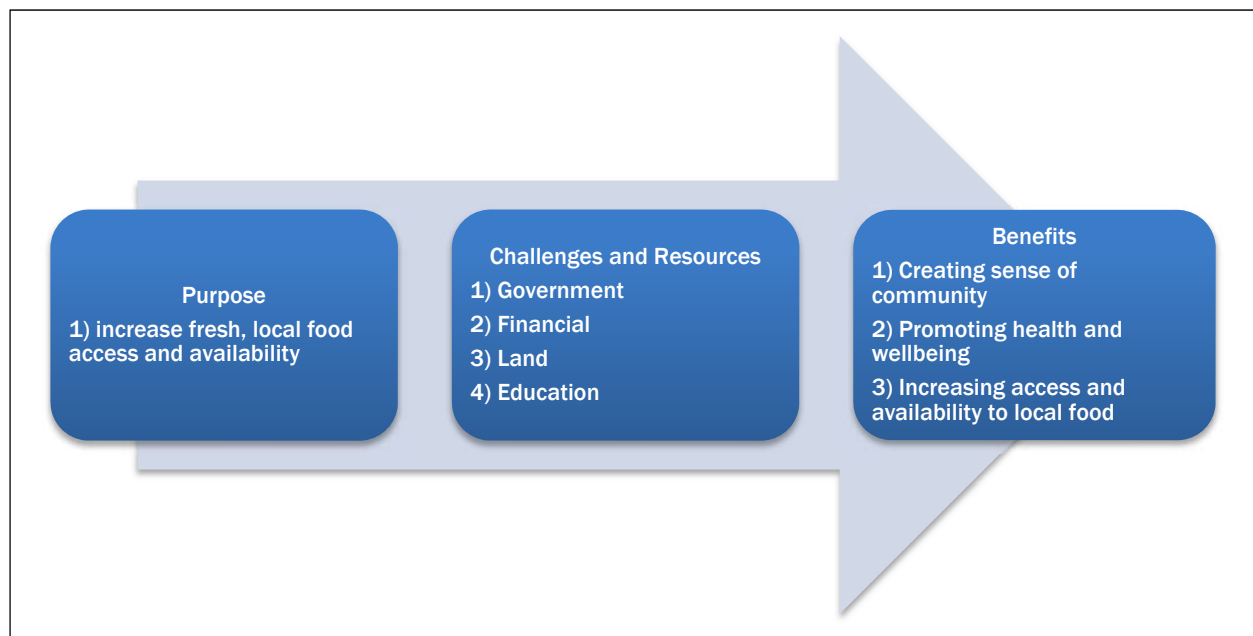 Purpose
1) increase fresh, local food
access and availability
Challenges and Resources
1) Government
2) Financial
3) Land
4) Education
Benefits
1) Creating sense of
community
2) Promoting health and
wellbeing
3) Increasing access and
availability to local food